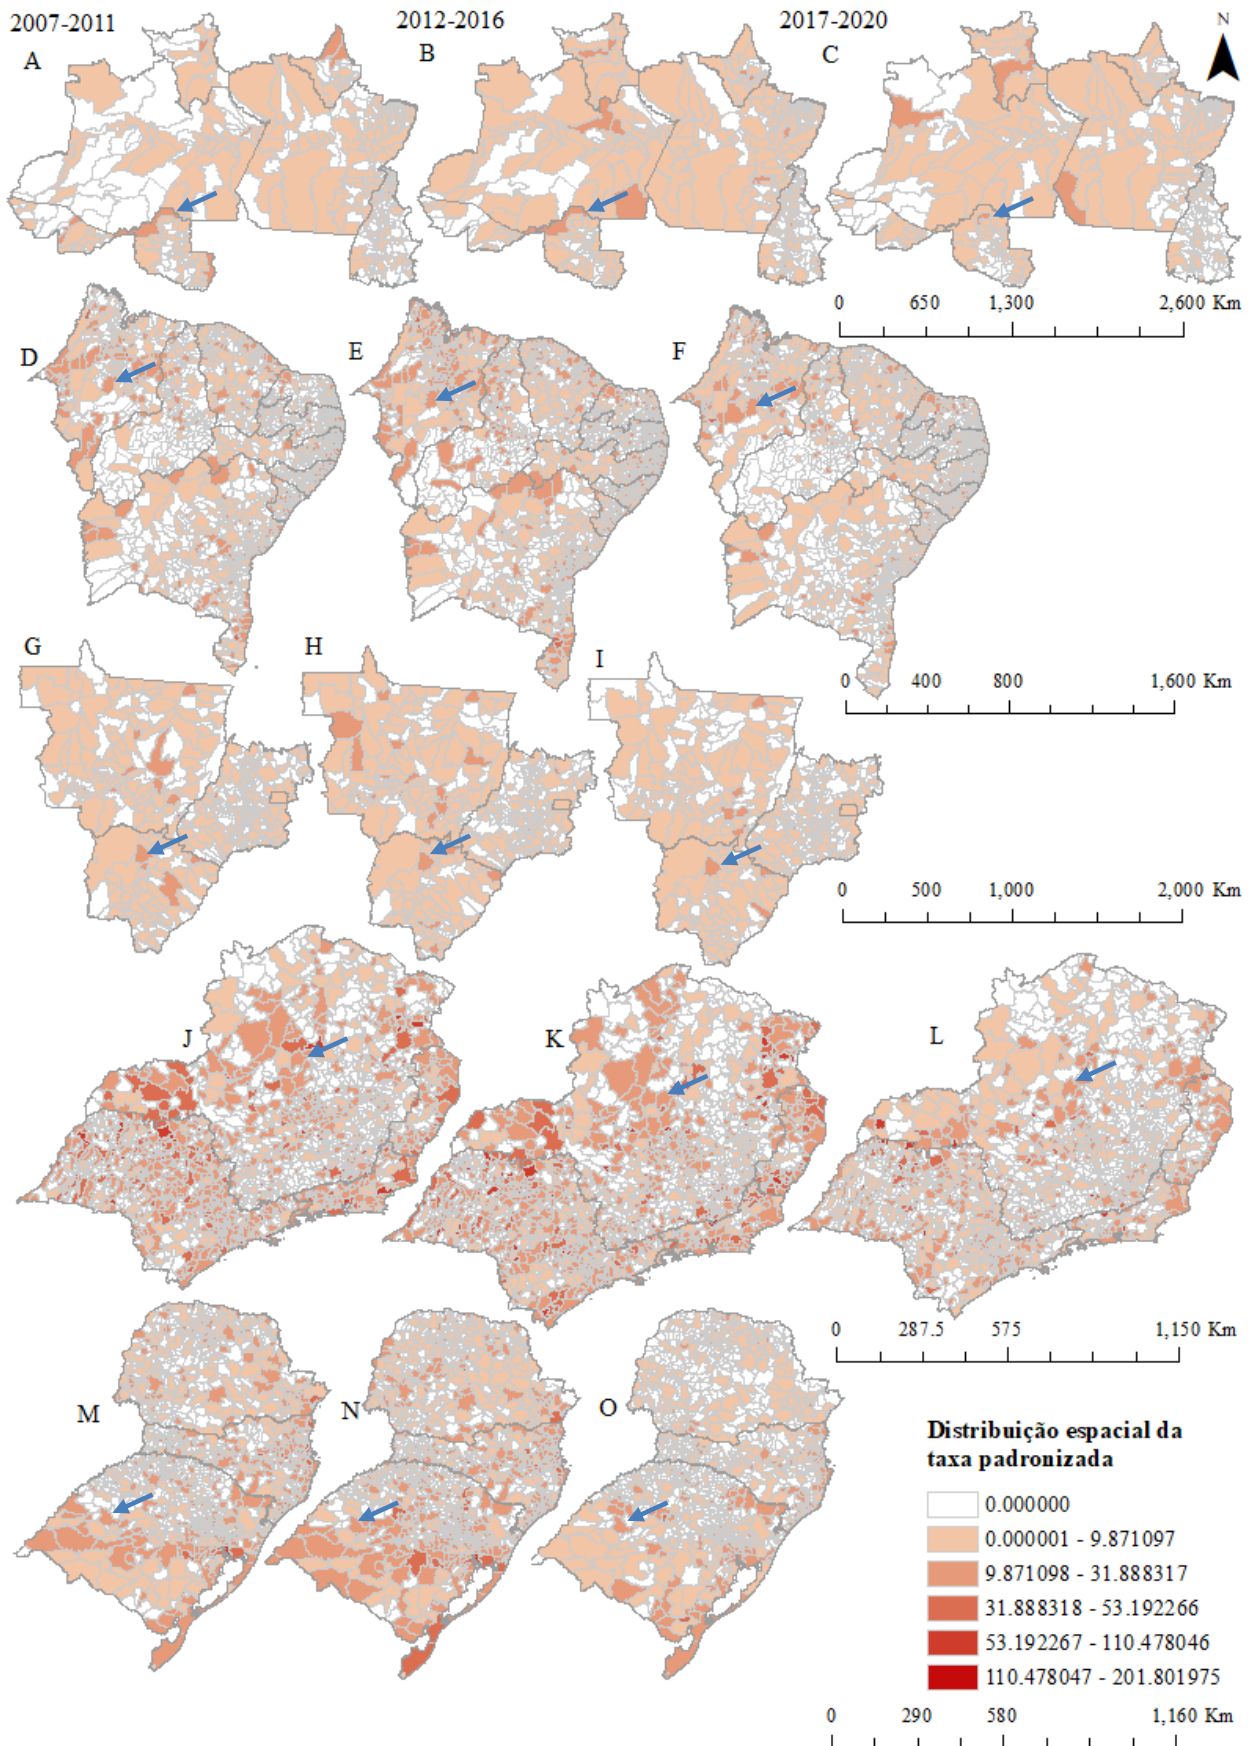 2007-2011
2012-2016
2017-2020
N
A
B
C
0 650 1,300 2,600 Km
D
E
F
0 400 800 1,600 Km
G
H
I
0 500 1,000 2,000 Km
J
K
L
0 287.5 575 1,150 Km
M
N
O
Distribuição espacial da
taxa padronizada
0.000000
0.000001 - 9.871097
9.871098 - 31.888317
31.888318 - 53.192266
53.192267 - 110.478046
110.478047 - 201.801975
0 290 580 1,160 Km